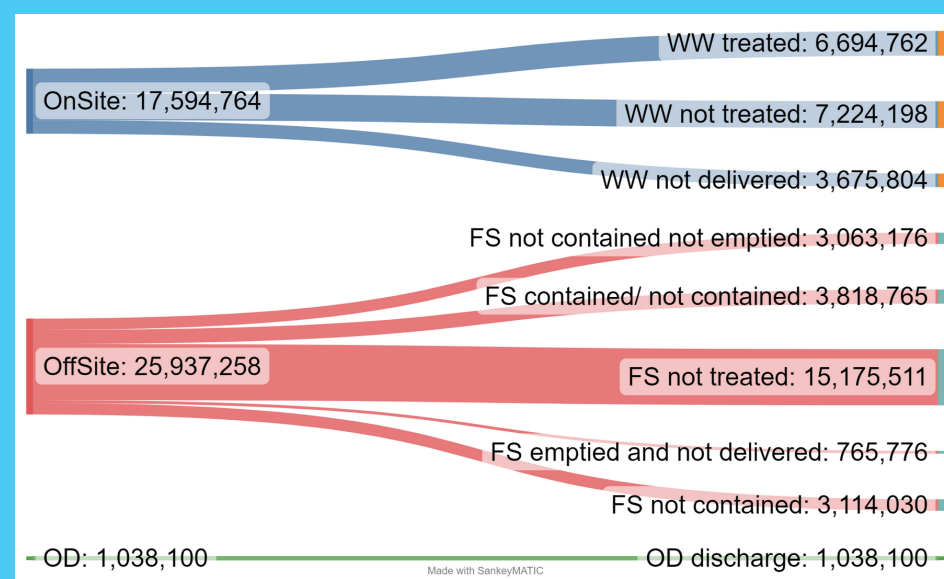 WW treated: 6,694,762
OnSite: 17,594,764
WW not treated: 7,224,198
WW not delivered: 3,675,804
FS not contained not emptied: 3,063,176
FS contained/ not contained: 3,818,765
OffSite: 25,937,258
FS not treated: 15,175,511
FS emptied and not delivered: 765,776
FS not contained: 3,114,030
OD: 1,038,100
OD discharge: 1,038,100
Made with SankeyMATIC